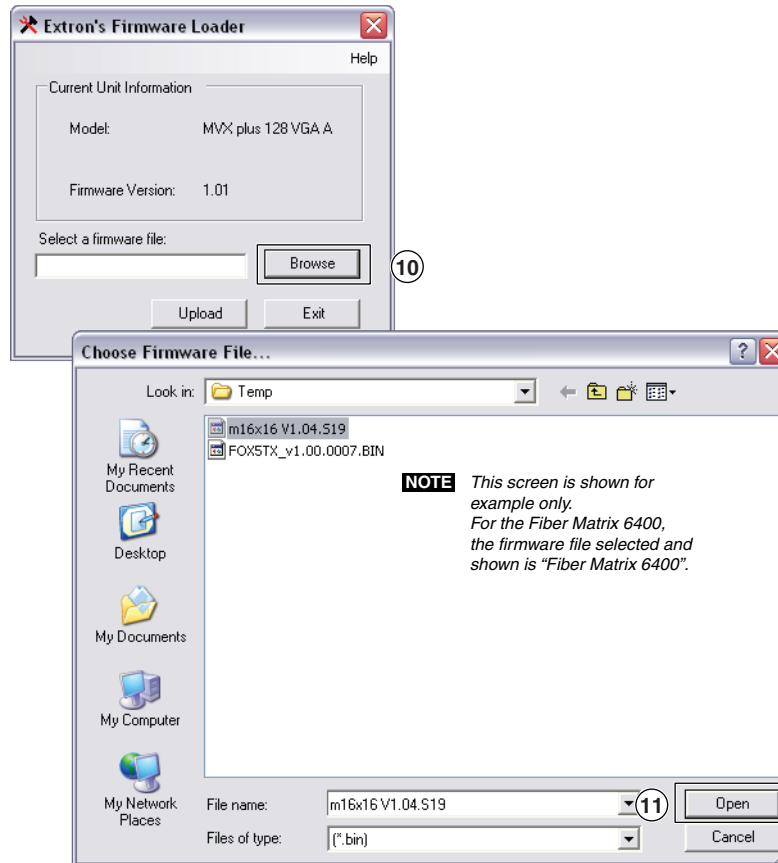 Extron's Firmware Loader
Help
Current Unit Information
Model: MVX plus 128 VGA A
Firmware Version: 1.01
Select a firmware file:
Browse
10
Upload Exit
Choose Firmware File...
Look in: Temp
m16x16 V1.04.S19
FOX5TX_v1.00.0007.BIN
My Recent
Documents
Desktop
My Documents
My Computer
My Network
Places
NOTE This screen is shown for
example only.
For the Fiber Matrix 6400,
the firmware file selected and
shown is “Fiber Matrix 6400”.
File name: m16x16 V1.04.S19
11
Open
Files of type: (*.bin)
Cancel